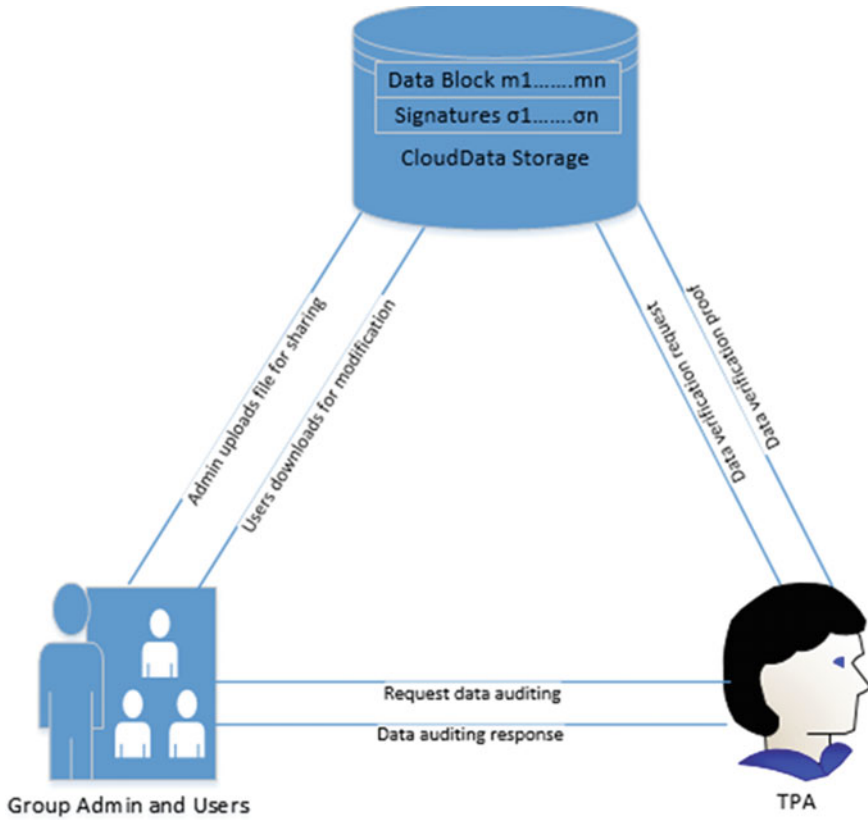 Data Block m1.......mn
Signatures σ1.......σn
CloudData Storage
Admin uploads file for sharing
Users downloads for modification
Data verification request
Data verification proof
Request data auditing
Data auditing response
Group Admin and Users
TPA